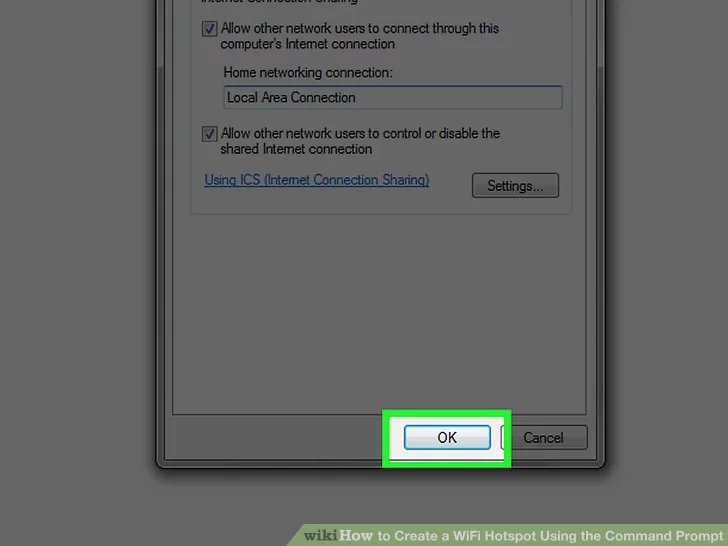 Internet Connection Sharing
Allow other network users to connect through this
computer's Internet connection
Home networking connection:
Local Area Connection
Allow other network users to control or disable the
shared Internet connection
Using ICS (Internet Connection Sharing)
Settings...
OK
Cancel
wikiHow to Create a WiFi Hotspot Using the Command Prompt